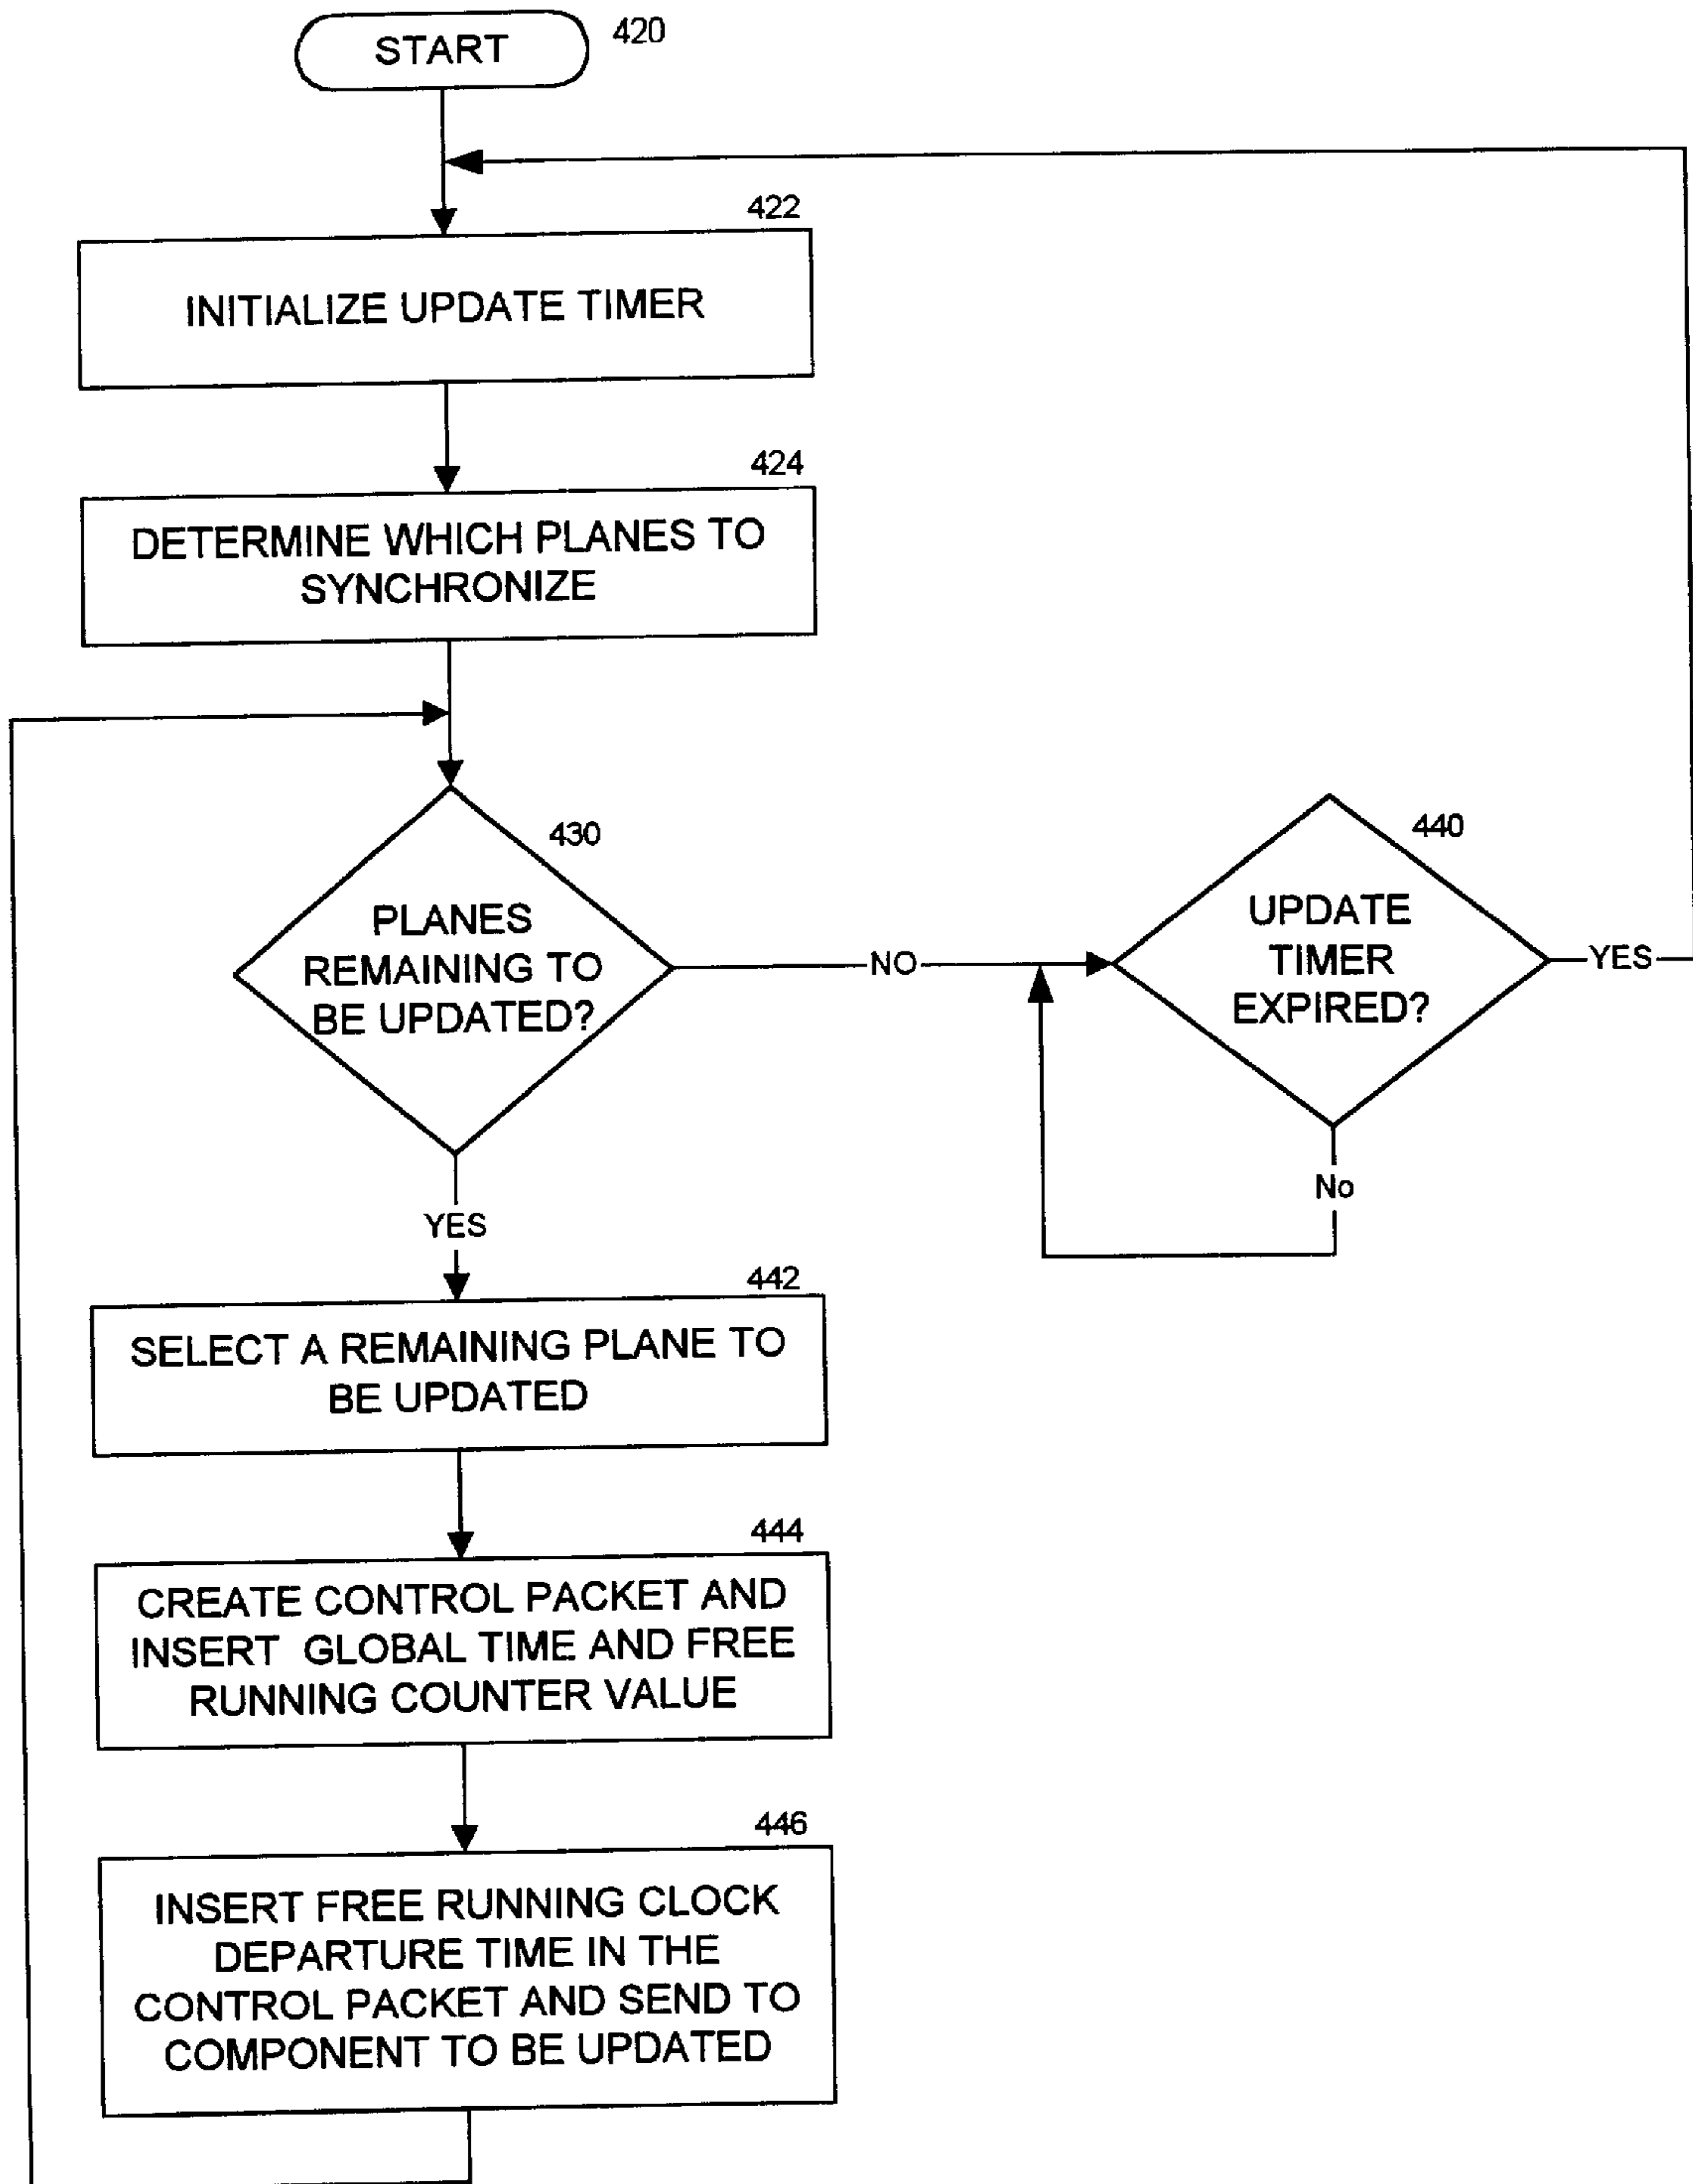 START
420
422
INITIALIZE UPDATE TIMER
424
DETERMINE WHICH PLANES TO
SYNCHRONIZE
430
PLANES
REMAINING TO
BE UPDATED?
NO
440
UPDATE
TIMER
EXPIRED?
YES
No
YES
442
SELECT A REMAINING PLANE TO
BE UPDATED
444
CREATE CONTROL PACKET AND
INSERT GLOBAL TIME AND FREE
RUNNING COUNTER VALUE
446
INSERT FREE RUNNING CLOCK
DEPARTURE TIME IN THE
CONTROL PACKET AND SEND TO
COMPONENT TO BE UPDATED